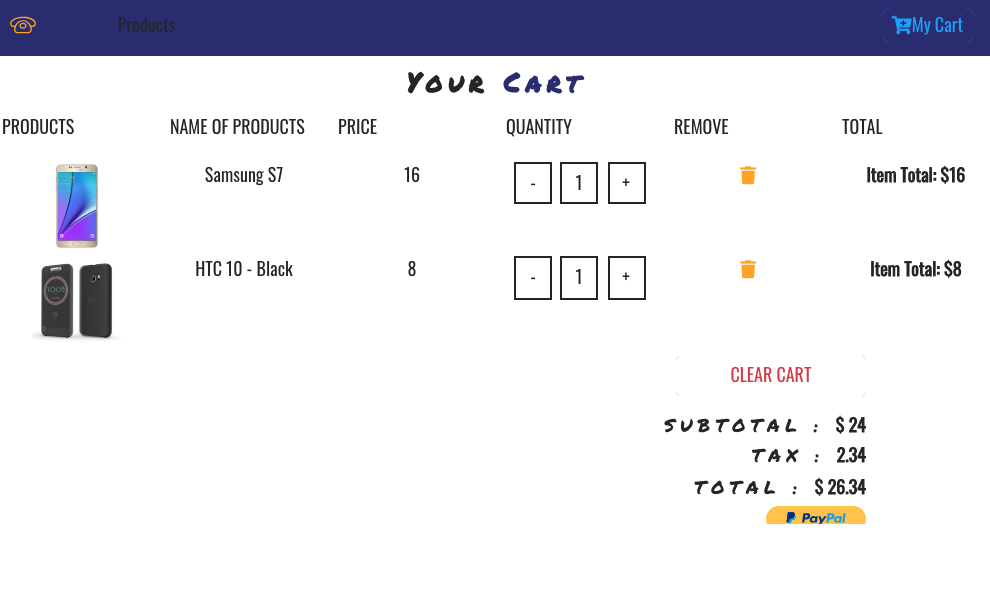 Products
My Cart
Your Cart
PRODUCTS NAME OF PRODUCTS PRICE QUANTITY REMOVE TOTAL
Samsung S7 16 - 1 + Item Total: $16
HTC 10 - Black 8 - 1 + Item Total: $8
CLEAR CART
SUBTOTAL : $ 24
TAX : 2.34
TOTAL : $ 26.34
PayPal